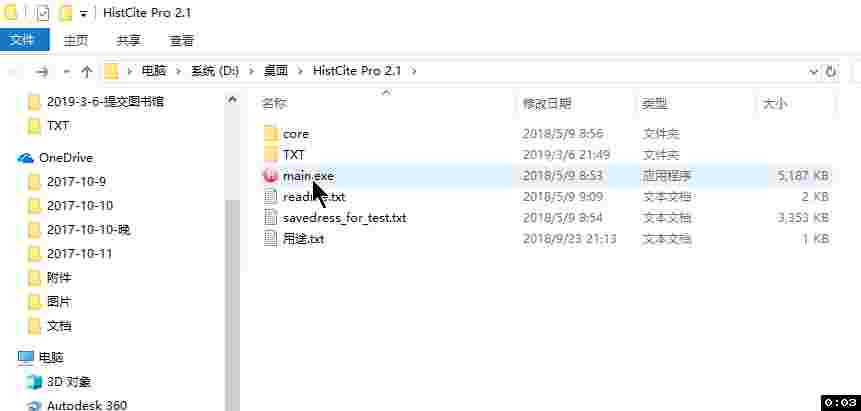 HistCite Pro 2.1
文件 主页 共享 查看
电脑 系统 (D:) 桌面 HistCite Pro 2.1
2019-3-6-提交图书馆
TXT
OneDrive
2017-10-9
2017-10-10
2017-10-10-晚
2017-10-11
附件
图片
文档
电脑
3D 对象
Autodesk 360
名称 修改日期 类型 大小
core 2018/5/9 8:56 文件夹
TXT 2019/3/6 21:49 文件夹
main.exe 2018/5/9 8:53 应用程序 5,187 KB
readme.txt 2018/5/9 9:09 文本文档 2 KB
savedress_for_test.txt 2018/5/9 8:54 文本文档 3,353 KB
用途.txt 2018/9/23 21:13 文本文档 1 KB
0:03